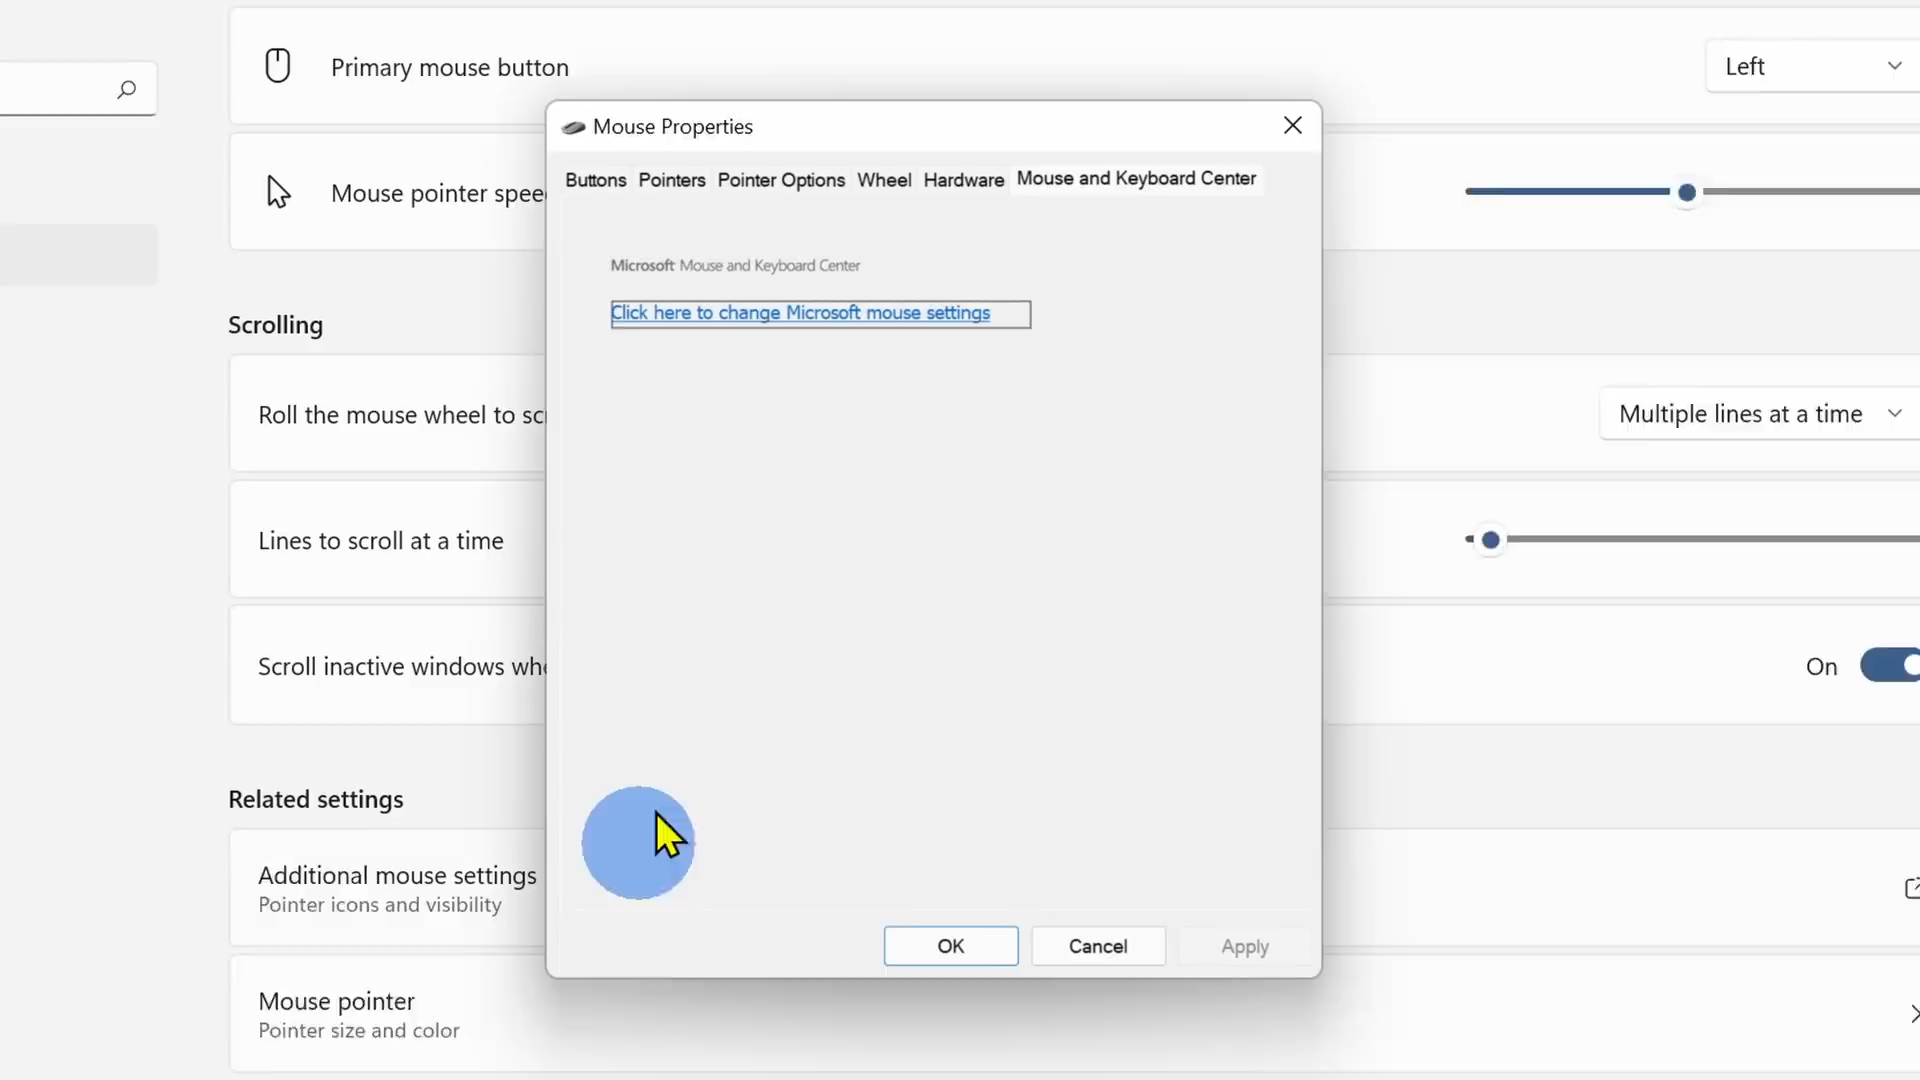 Primary mouse button
Left
Mouse Properties
Buttons Pointers Pointer Options Wheel Hardware Mouse and Keyboard Center
Mouse pointer spee
Microsoft Mouse and Keyboard Center
Click here to change Microsoft mouse settings
Scrolling
Roll the mouse wheel to sc
Multiple lines at a time
Lines to scroll at a time
Scroll inactive windows whe
On
Related settings
Additional mouse settings
Pointer icons and visibility
OK Cancel Apply
Mouse pointer
Pointer size and color